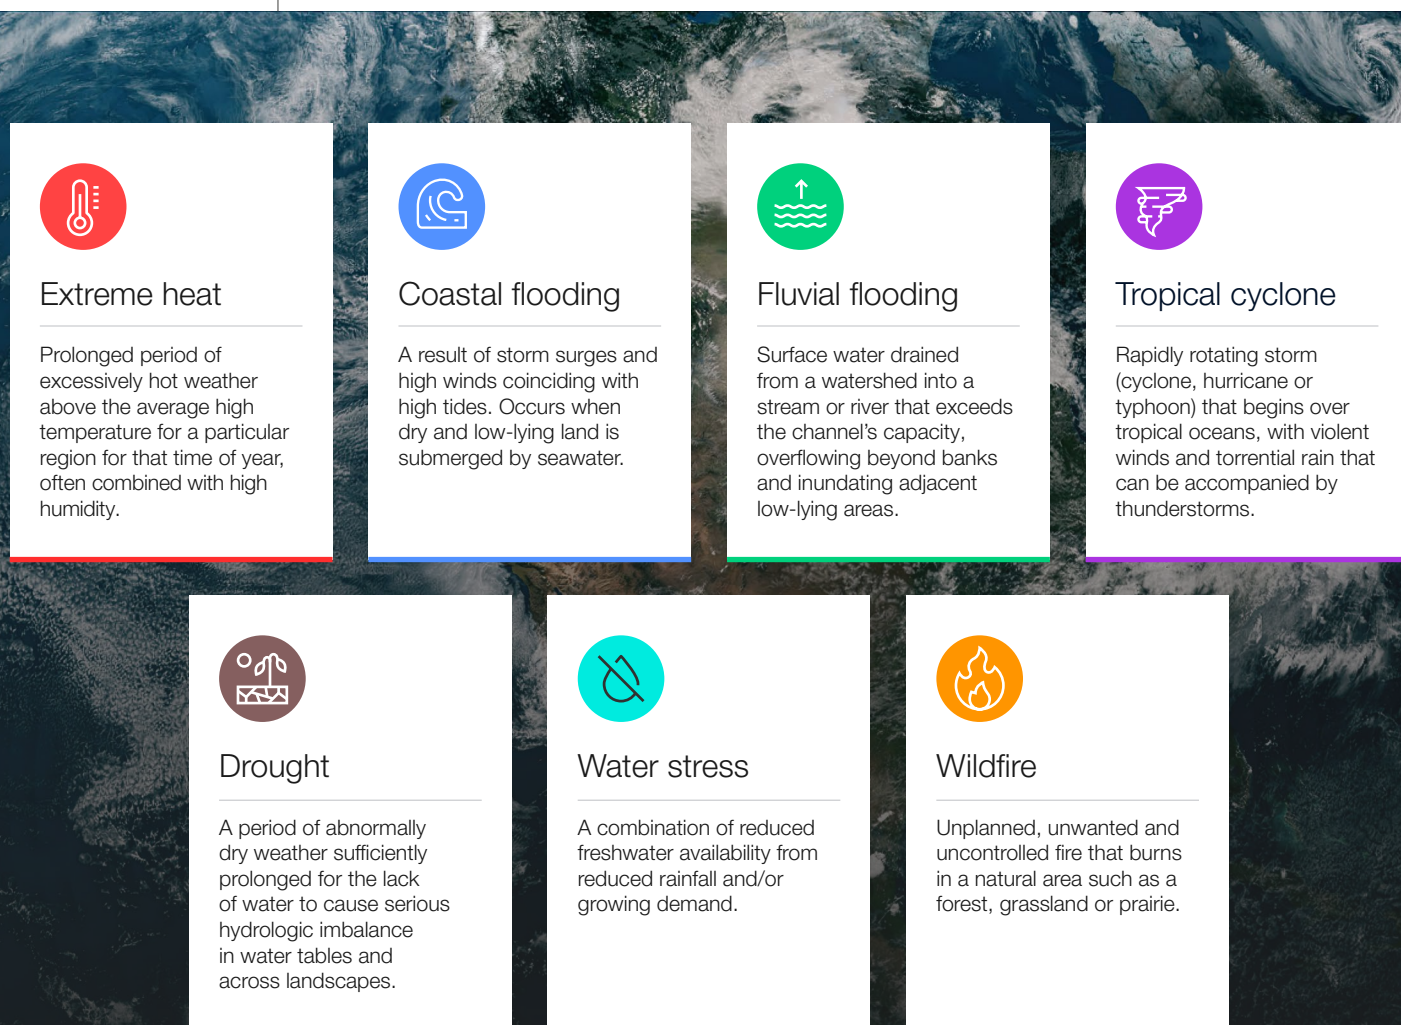 Extreme heat
Prolonged period of
excessively hot weather
above the average high
temperature for a particular
region for that time of year,
often combined with high
humidity.
Coastal flooding
A result of storm surges and
high winds coinciding with
high tides. Occurs when
dry and low-lying land is
submerged by seawater.
Fluvial flooding
Surface water drained
from a watershed into a
stream or river that exceeds
the channel’s capacity,
overflowing beyond banks
and inundating adjacent
low-lying areas.
Tropical cyclone
Rapidly rotating storm
(cyclone, hurricane or
typhoon) that begins over
tropical oceans, with violent
winds and torrential rain that
can be accompanied by
thunderstorms.
Drought
A period of abnormally
dry weather sufficiently
prolonged for the lack
of water to cause serious
hydrologic imbalance
in water tables and
across landscapes.
Water stress
A combination of reduced
freshwater availability from
reduced rainfall and/or
growing demand.
Wildfire
Unplanned, unwanted and
uncontrolled fire that burns
in a natural area such as a
forest, grassland or prairie.